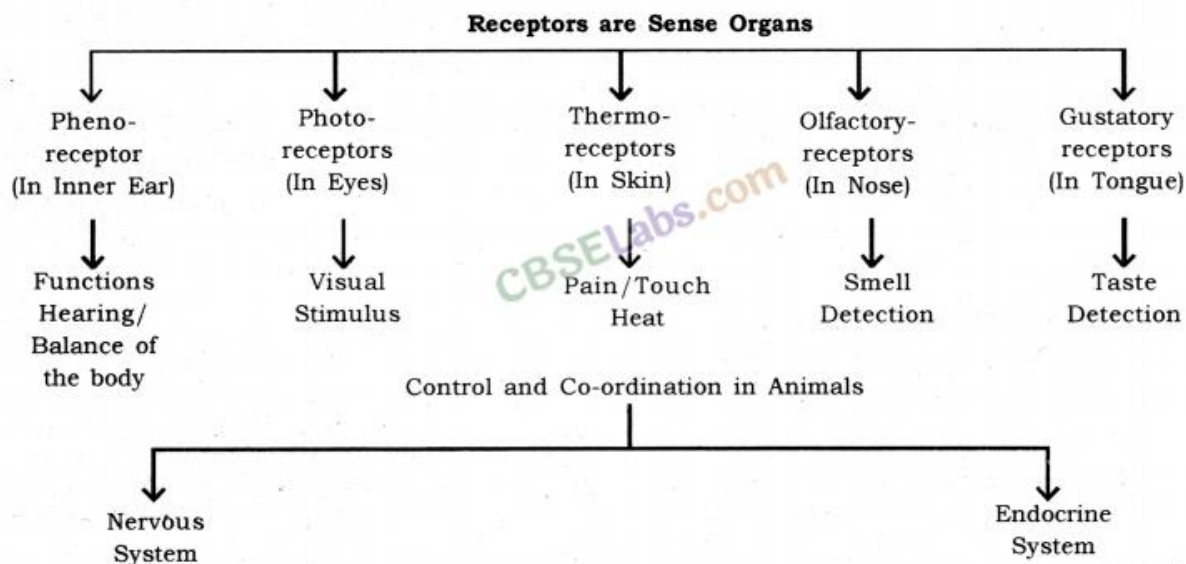 Receptors are Sense Organs
Pheno-
receptor
(In Inner Ear)
Photo-
receptors
(In Eyes)
Thermo-
receptors
(In Skin)
Olfactory-
receptors
(In Nose)
Gustatory
receptors
(In Tongue)
Functions
Hearing/
Balance of
the body
Visual
Stimulus
Pain/Touch
Heat
Smell
Detection
Taste
Detection
CBSELabs.com
Control and Co-ordination in Animals
Nervous
System
Endocrine
System